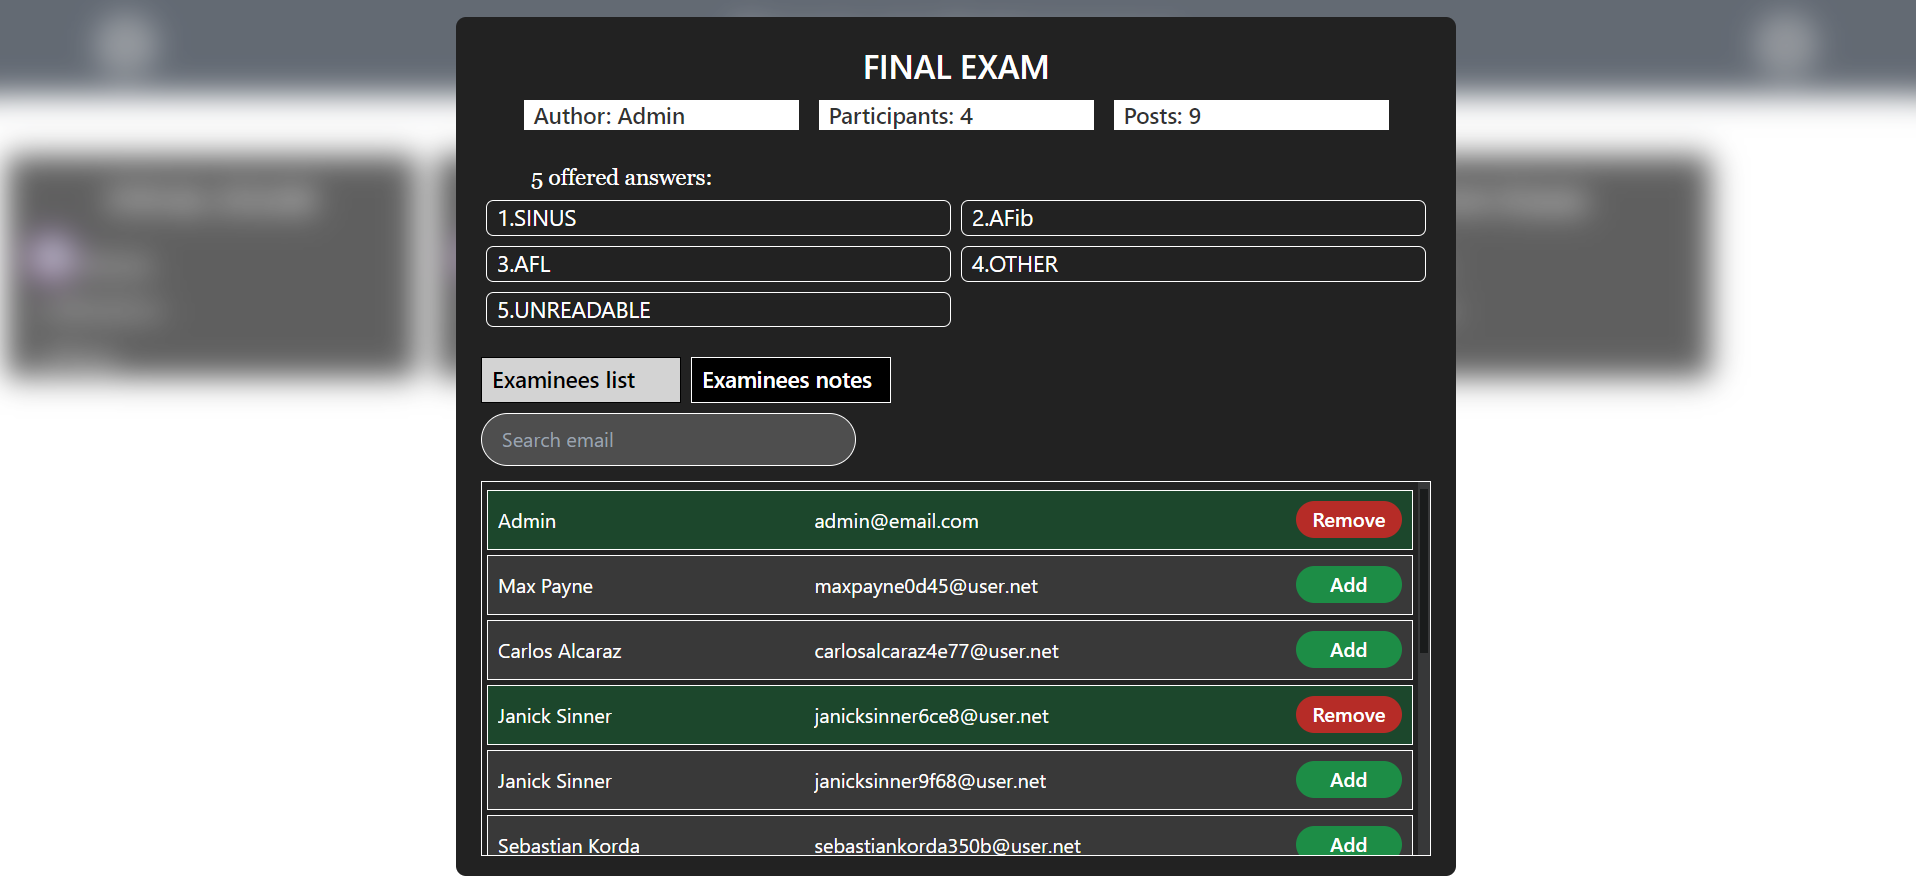 FINAL EXAM
Author: Admin
Participants: 4
Posts: 9
5 offered answers:
1.SINUS
2.AFib
3.AFL
4.OTHER
5.UNREADABLE
Examinees list
Examinees notes
Search email
Admin admin@email.com Remove
Max Payne maxpayne0d45@user.net Add
Carlos Alcaraz carlosalcaraz4e77@user.net Add
Janick Sinner janicksinner6ce8@user.net Remove
Janick Sinner janicksinner9f68@user.net Add
Sebastian Korda sebastiankorda350b@user.net Add